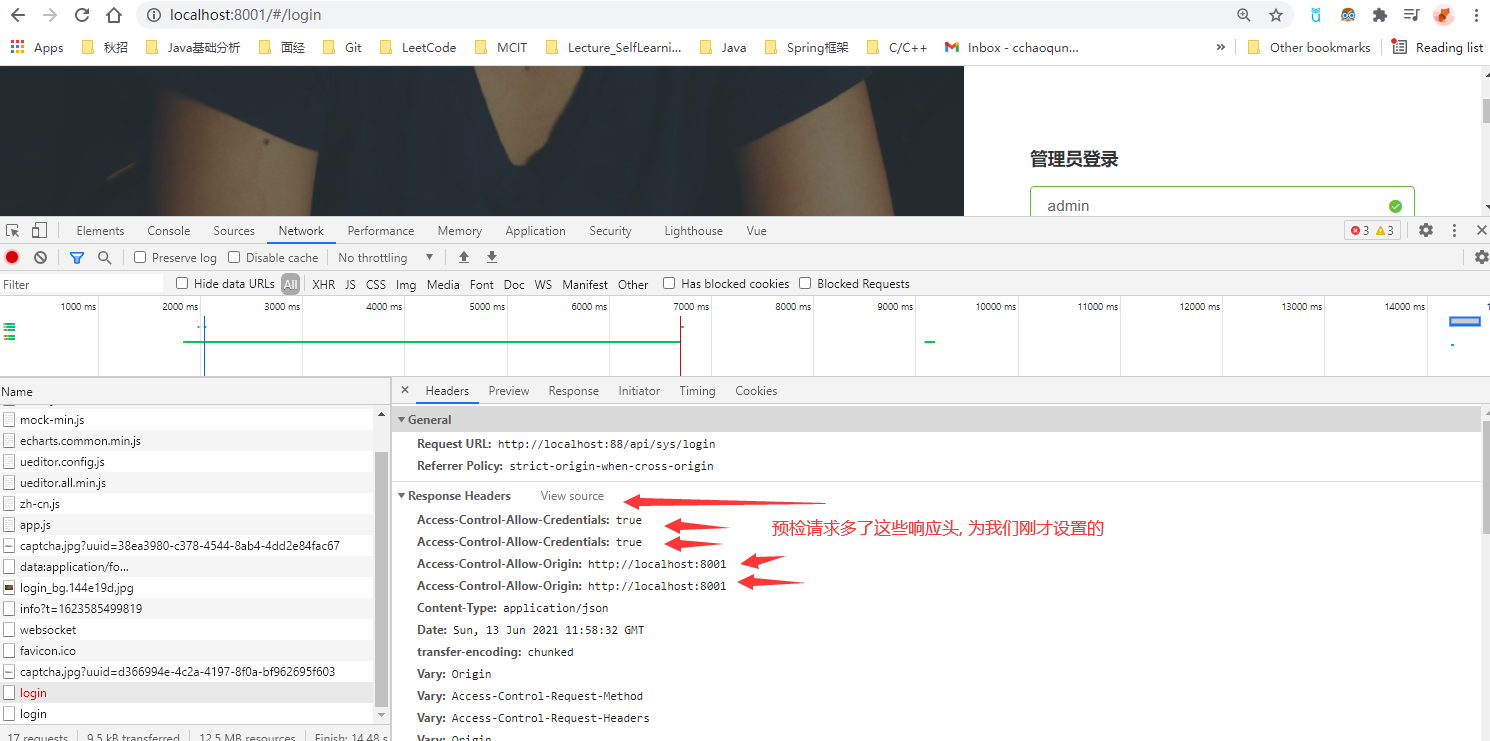 localhost:8001/#/login
Apps 秋招 Java基础分析 面经 Git LeetCode MCIT Lecture_SelfLearni... Java Spring框架 C/C++ Inbox - cchaoqun... » Other bookmarks Reading list
管理员登录
admin
Elements Console Sources Network Performance Memory Application Security Lighthouse Vue 3 3
Preserve log Disable cache No throttling
Filter Hide data URLs All XHR JS CSS Img Media Font Doc WS Manifest Other Has blocked cookies Blocked Requests
1000 ms 2000 ms 3000 ms 4000 ms 5000 ms 6000 ms 7000 ms 8000 ms 9000 ms 10000 ms 11000 ms 12000 ms 13000 ms 14000 ms
Name
mock-min.js
echarts.common.min.js
ueditor.config.js
ueditor.all.min.js
zh-cn.js
app.js
captcha.jpg?uuid=38ea3980-c378-4544-8ab4-4dd2e84fac67
data:application/fo...
login_bg.144e19d.jpg
info?t=1623585499819
websocket
favicon.ico
captcha.jpg?uuid=d366994e-4c2a-4197-8f0a-bf962695f603
login
login
17 requests 9.5 kB transferred 12.5 MB resources Finish: 14.48 s
Headers Preview Response Initiator Timing Cookies
General
Request URL: http://localhost:88/api/sys/login
Referrer Policy: strict-origin-when-cross-origin
Response Headers View source
Access-Control-Allow-Credentials: true
预检请求多了这些响应头, 为我们刚才设置的
Access-Control-Allow-Credentials: true
Access-Control-Allow-Origin: http://localhost:8001
Access-Control-Allow-Origin: http://localhost:8001
Content-Type: application/json
Date: Sun, 13 Jun 2021 11:58:32 GMT
transfer-encoding: chunked
Vary: Origin
Vary: Access-Control-Request-Method
Vary: Access-Control-Request-Headers
Vary: Origin